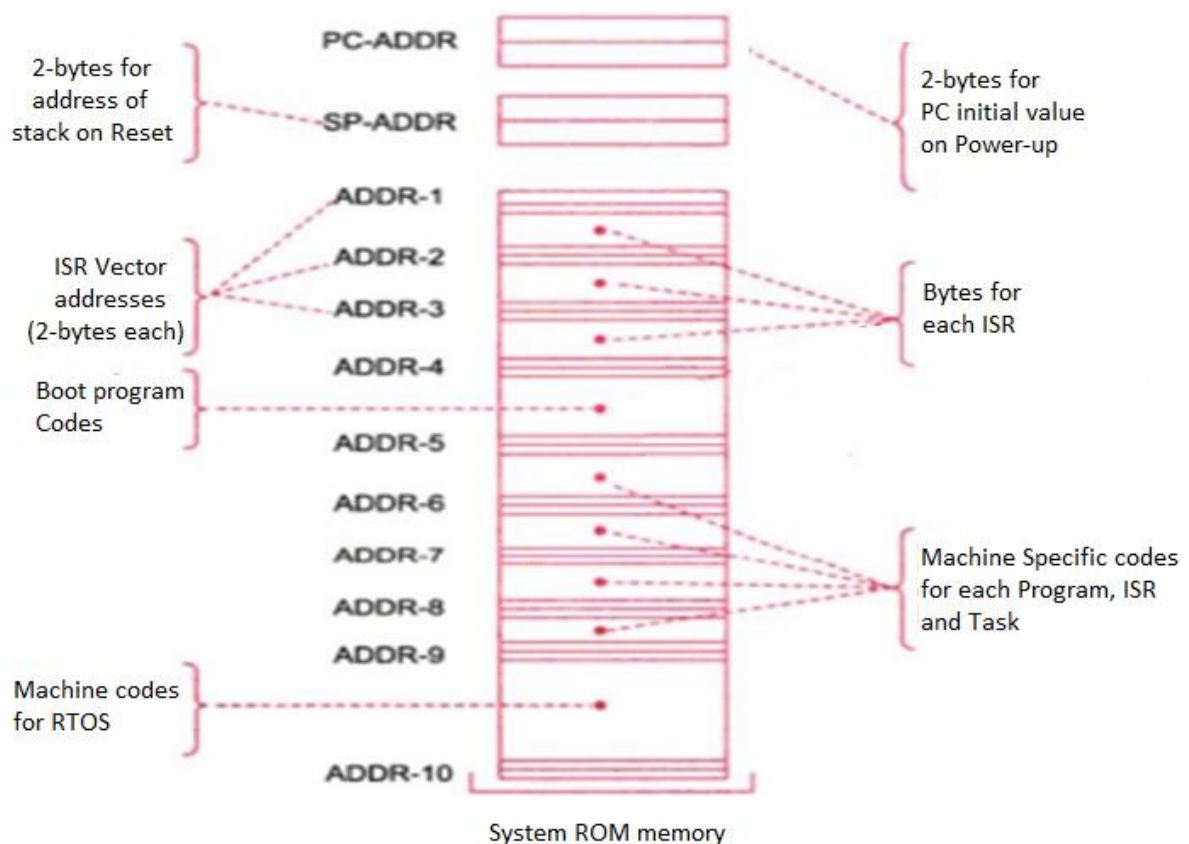 PC-ADDR
2-bytes for
address of
stack on Reset
SP-ADDR
2-bytes for
PC initial value
on Power-up
ADDR-1
ISR Vector
addresses
(2-bytes each)
ADDR-2
ADDR-3
Bytes for
each ISR
ADDR-4
Boot program
Codes
ADDR-5
ADDR-6
ADDR-7
ADDR-8
ADDR-9
Machine Specific codes
for each Program, ISR
and Task
Machine codes
for RTOS
ADDR-10
System ROM memory